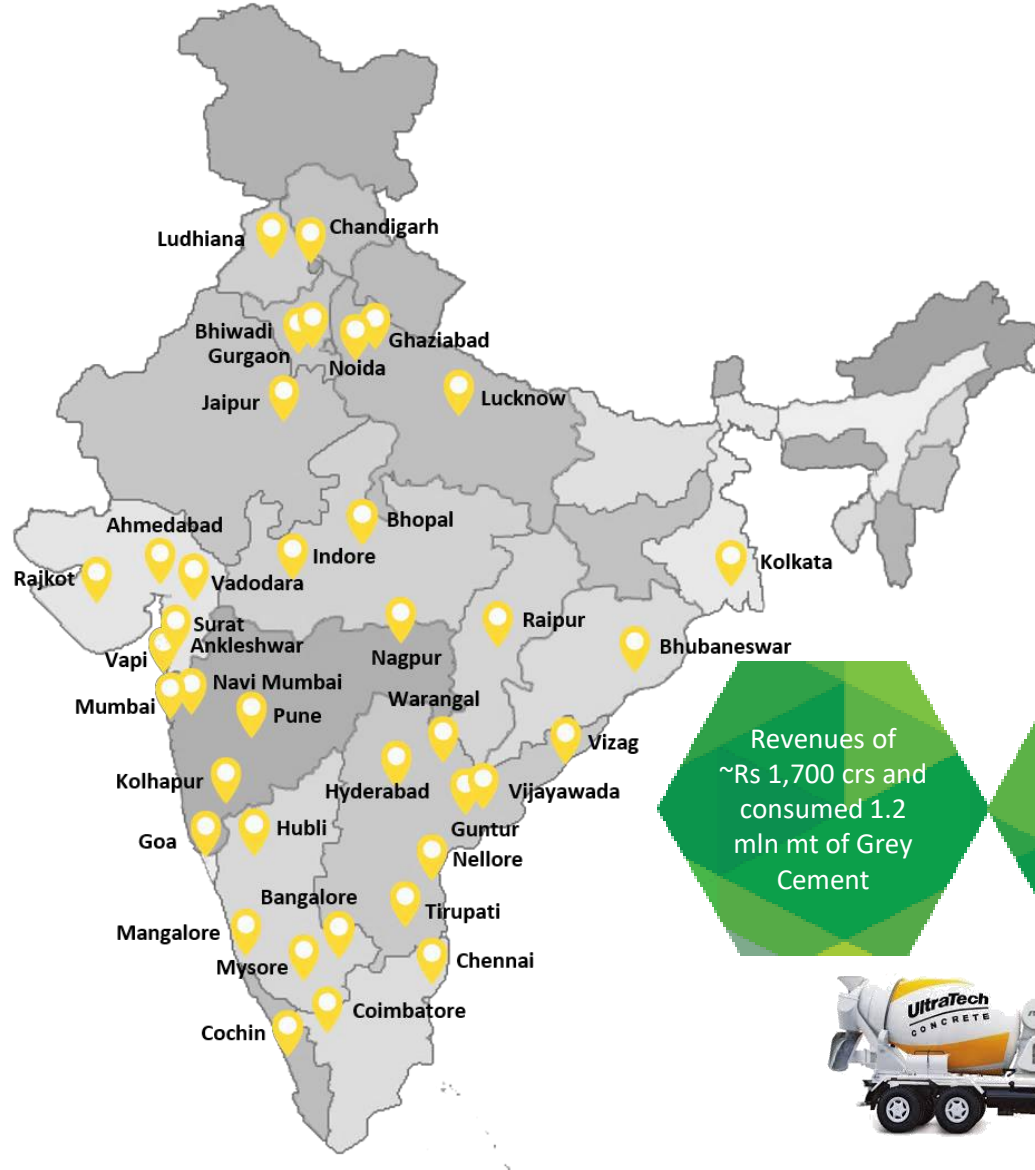 Chandigarh
Ludhiana
Bhiwadi
Gurgaon
Ghaziabad
Noida
Jaipur
Lucknow
Ahmedabad
Bhopal
Indore
Kolkata
Rajkot
Vadodara
Surat
Raipur
Ankleshwar
Bhubaneswar
Vapi
Nagpur
Navi Mumbai
Mumbai
Warangal
Pune
Vizag
Kolhapur
Hyderabad
Vijayawada
Guntur
Hubli
Goa
Nellore
Bangalore
Tirupati
Mangalore
Mysore
Chennai
Coimbatore
Cochin
Revenues of
~Rs 1,700 crs and
consumed 1.2
mln mt of Grey
Cement
UltraTech
CONCRETE